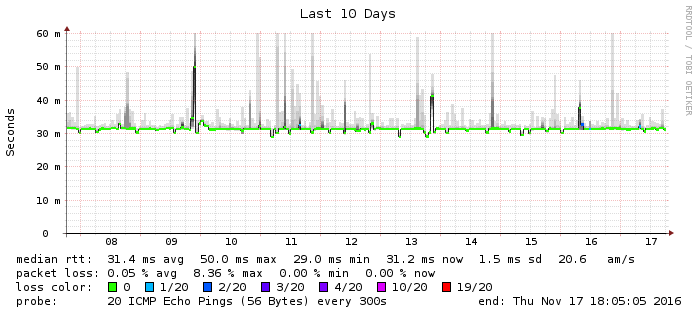 Last 10 Days
RRDTOOL / TOBI OETIKER
Seconds
60 m
50 m
40 m
30 m
20 m
10 m
0
08 09 10 11 12 13 14 15 16 17
median rtt: 31.4 ms avg 50.0 ms max 29.0 ms min 31.2 ms now 1.5 ms sd 20.6 am/s
packet loss: 0.05 % avg 8.36 % max 0.00 % min 0.00 % now
loss color: 0 1/20 2/20 3/20 4/20 10/20 19/20
probe: 20 ICMP Echo Pings (56 Bytes) every 300s end: Thu Nov 17 18:05:05 2016